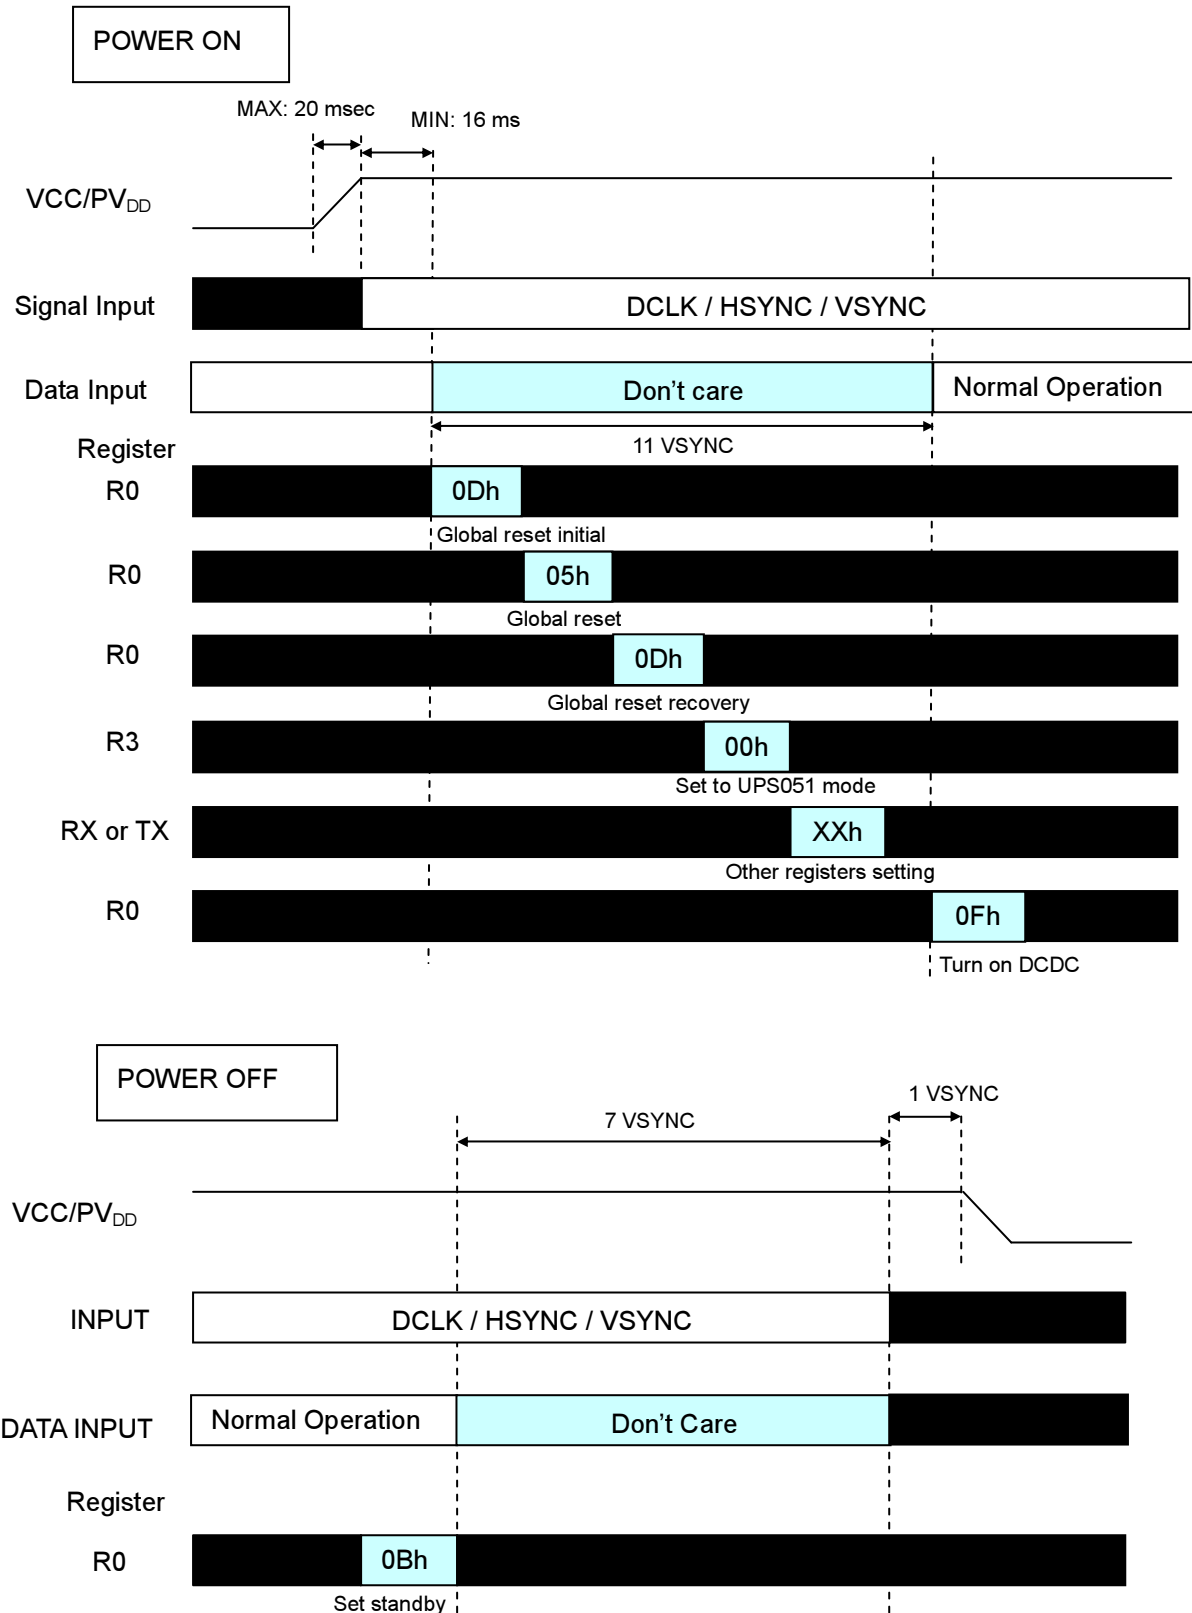 POWER ON
MAX: 20 msec
MIN: 16 ms
VCC/PVDD
Signal Input
DCLK / HSYNC / VSYNC
Data Input
Don't care
Normal Operation
11 VSYNC
Register
R0
0Dh
Global reset initial
R0
05h
Global reset
R0
0Dh
Global reset recovery
R3
00h
Set to UPS051 mode
RX or TX
XXh
Other registers setting
R0
0Fh
Turn on DCDC
POWER OFF
1 VSYNC
7 VSYNC
VCC/PVDD
INPUT
DCLK / HSYNC / VSYNC
DATA INPUT
Normal Operation
Don't Care
Register
R0
0Bh
Set standby